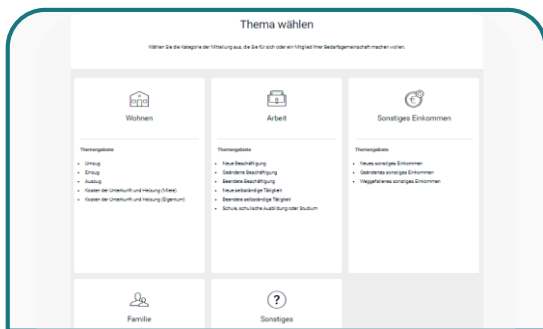 Thema wählen
Wählen Sie die Kategorie der Mitteilung aus, die Sie für sich oder ein Mitglied Ihrer Bedarfsgemeinschaft machen wollen.
Wohnen
Themengebiete
Umzug
Einzug
Auszug
Kosten der Unterkunft und Heizung (Miete)
Kosten der Unterkunft und Heizung (Eigentum)
Arbeit
Themengebiete
Neue Beschäftigung
Geänderte Beschäftigung
Beendete Beschäftigung
Neue selbständige Tätigkeit
Beendete selbständige Tätigkeit
Schule, schulische Ausbildung oder Studium
Sonstiges Einkommen
Themengebiete
Neues sonstiges Einkommen
Geändertes sonstiges Einkommen
Weggefallenes sonstiges Einkommen
Familie
Sonstiges